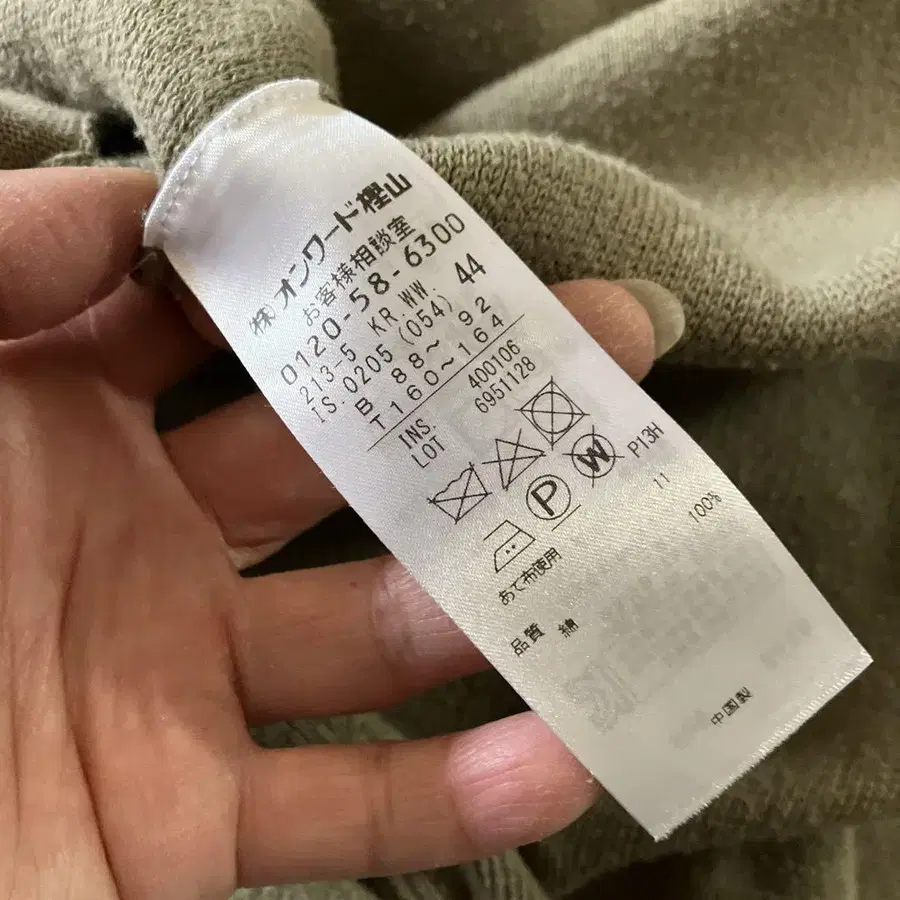 ㈱オンワード樫山
お客様相談室
0120-58-6300
213-5 KR.WW. 44
IS.0205 (054)
B 88～ 92
T160～164
INS. 400106
LOT 6951128
P W P13H
あて布使用 11
品質 綿 100%
中国製